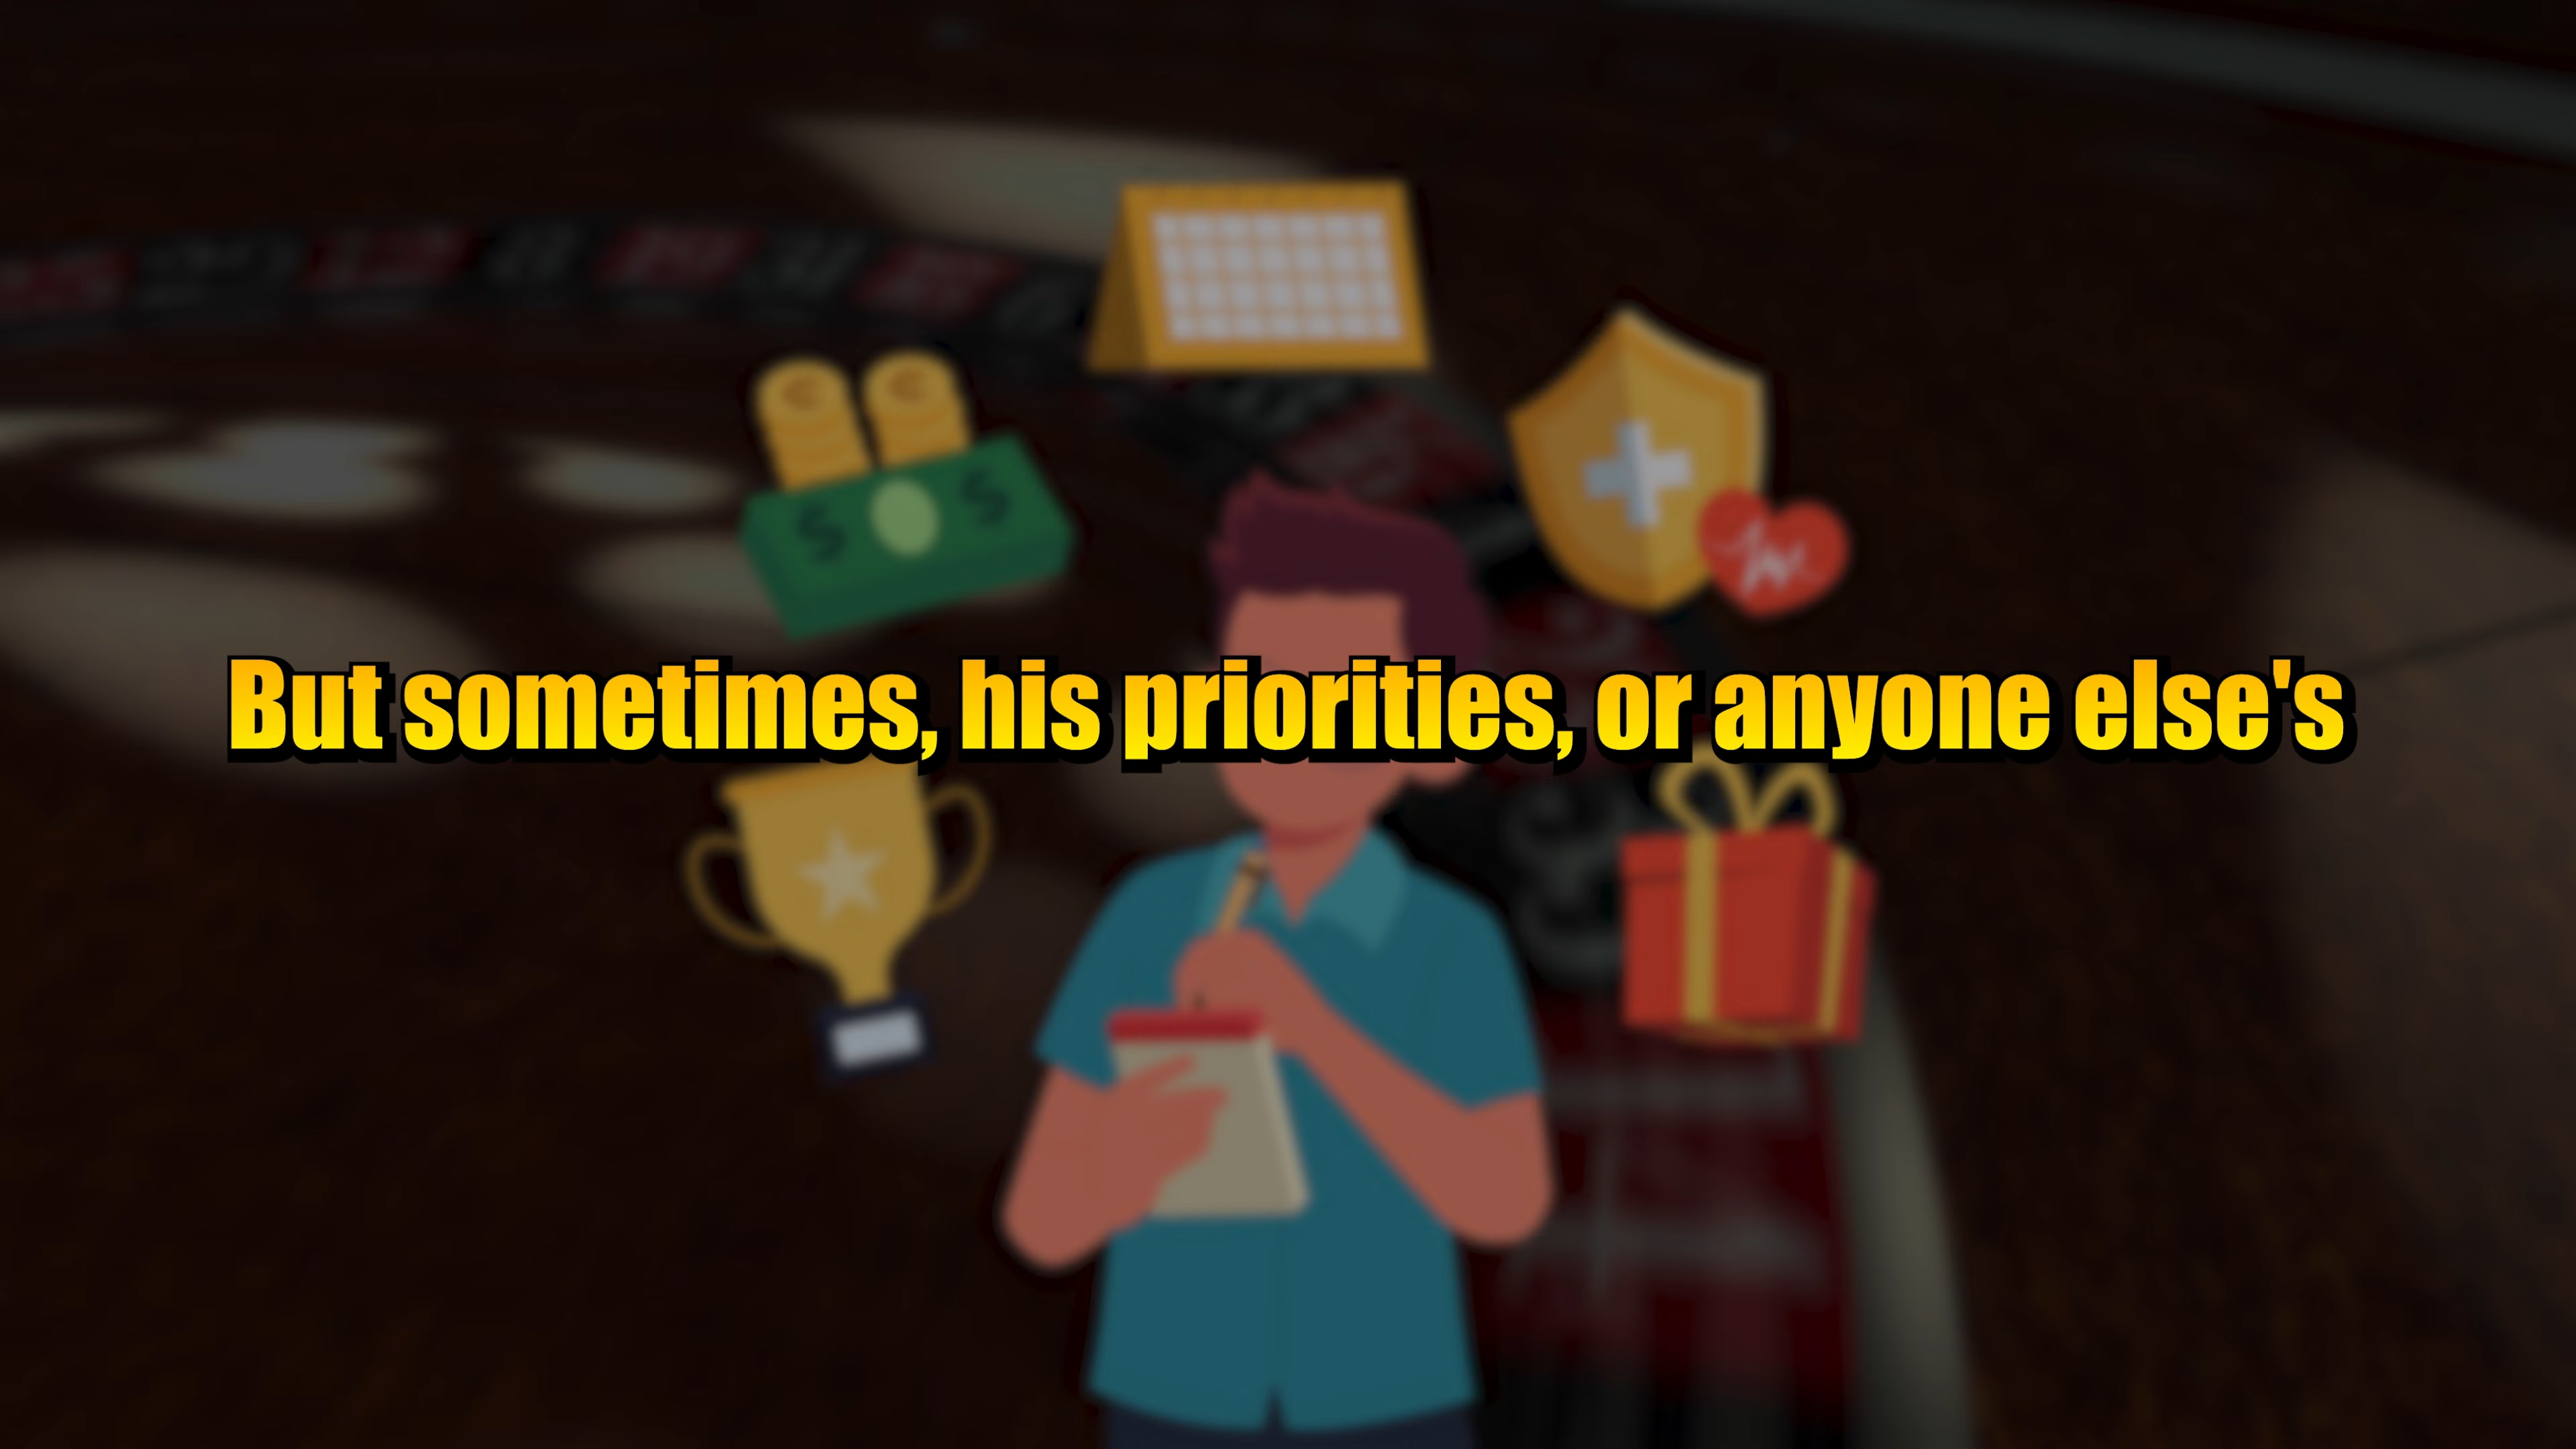 But sometimes, his priorities, or anyone else's
$ $